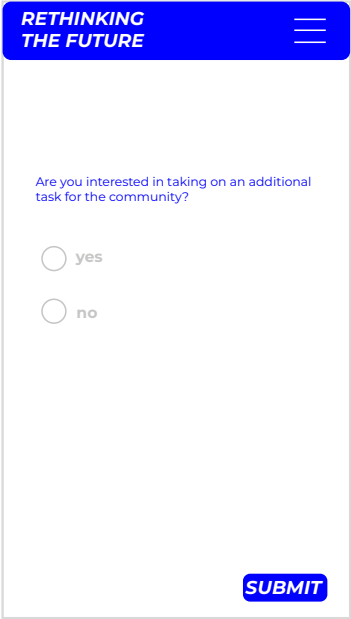 RETHINKING
THE FUTURE
Are you interested in taking on an additional
task for the community?
yes
no
SUBMIT